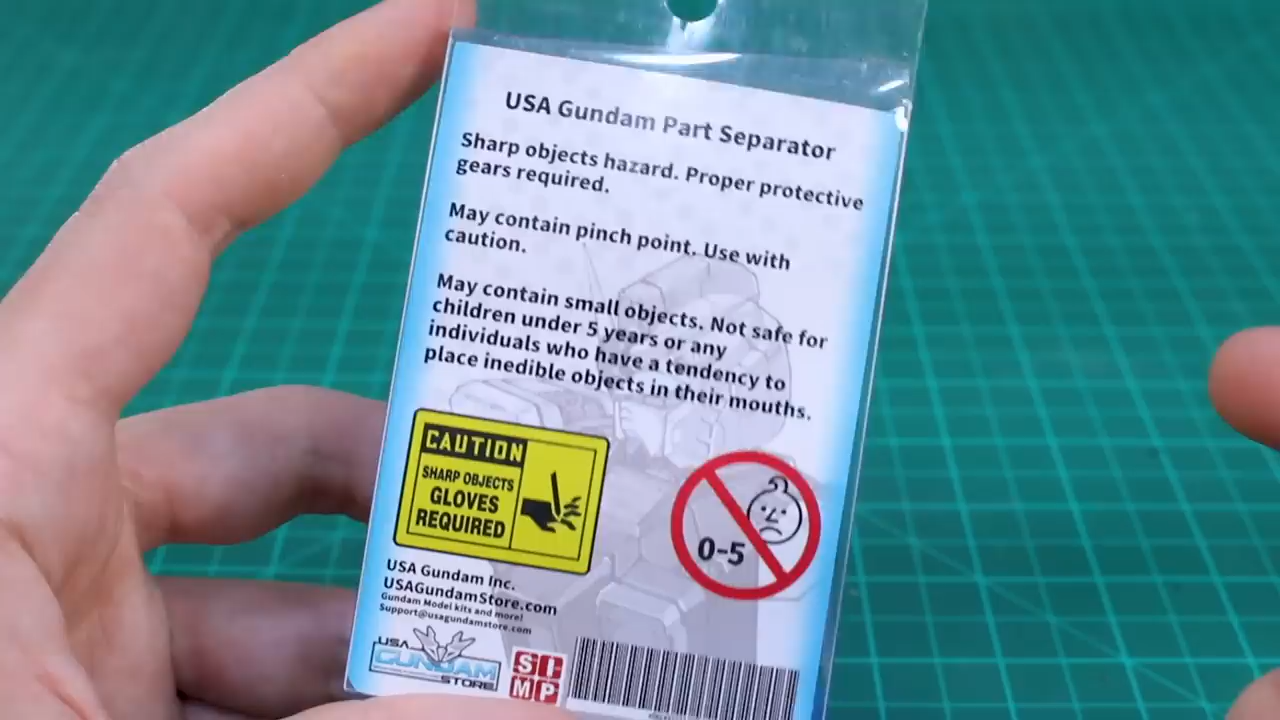 USA Gundam Part Separator
Sharp objects hazard. Proper protective
gears required.
May contain pinch point. Use with
caution.
May contain small objects. Not safe for
children under 5 years or any
individuals who have a tendency to
place inedible objects in their mouths.
CAUTION
SHARP OBJECTS
GLOVES
REQUIRED
0-5
USA Gundam Inc.
USAGundamStore.com
Gundam Model kits and more!
Support@usagundamstore.com
USA
GUNDAM
STORE
SI
MP